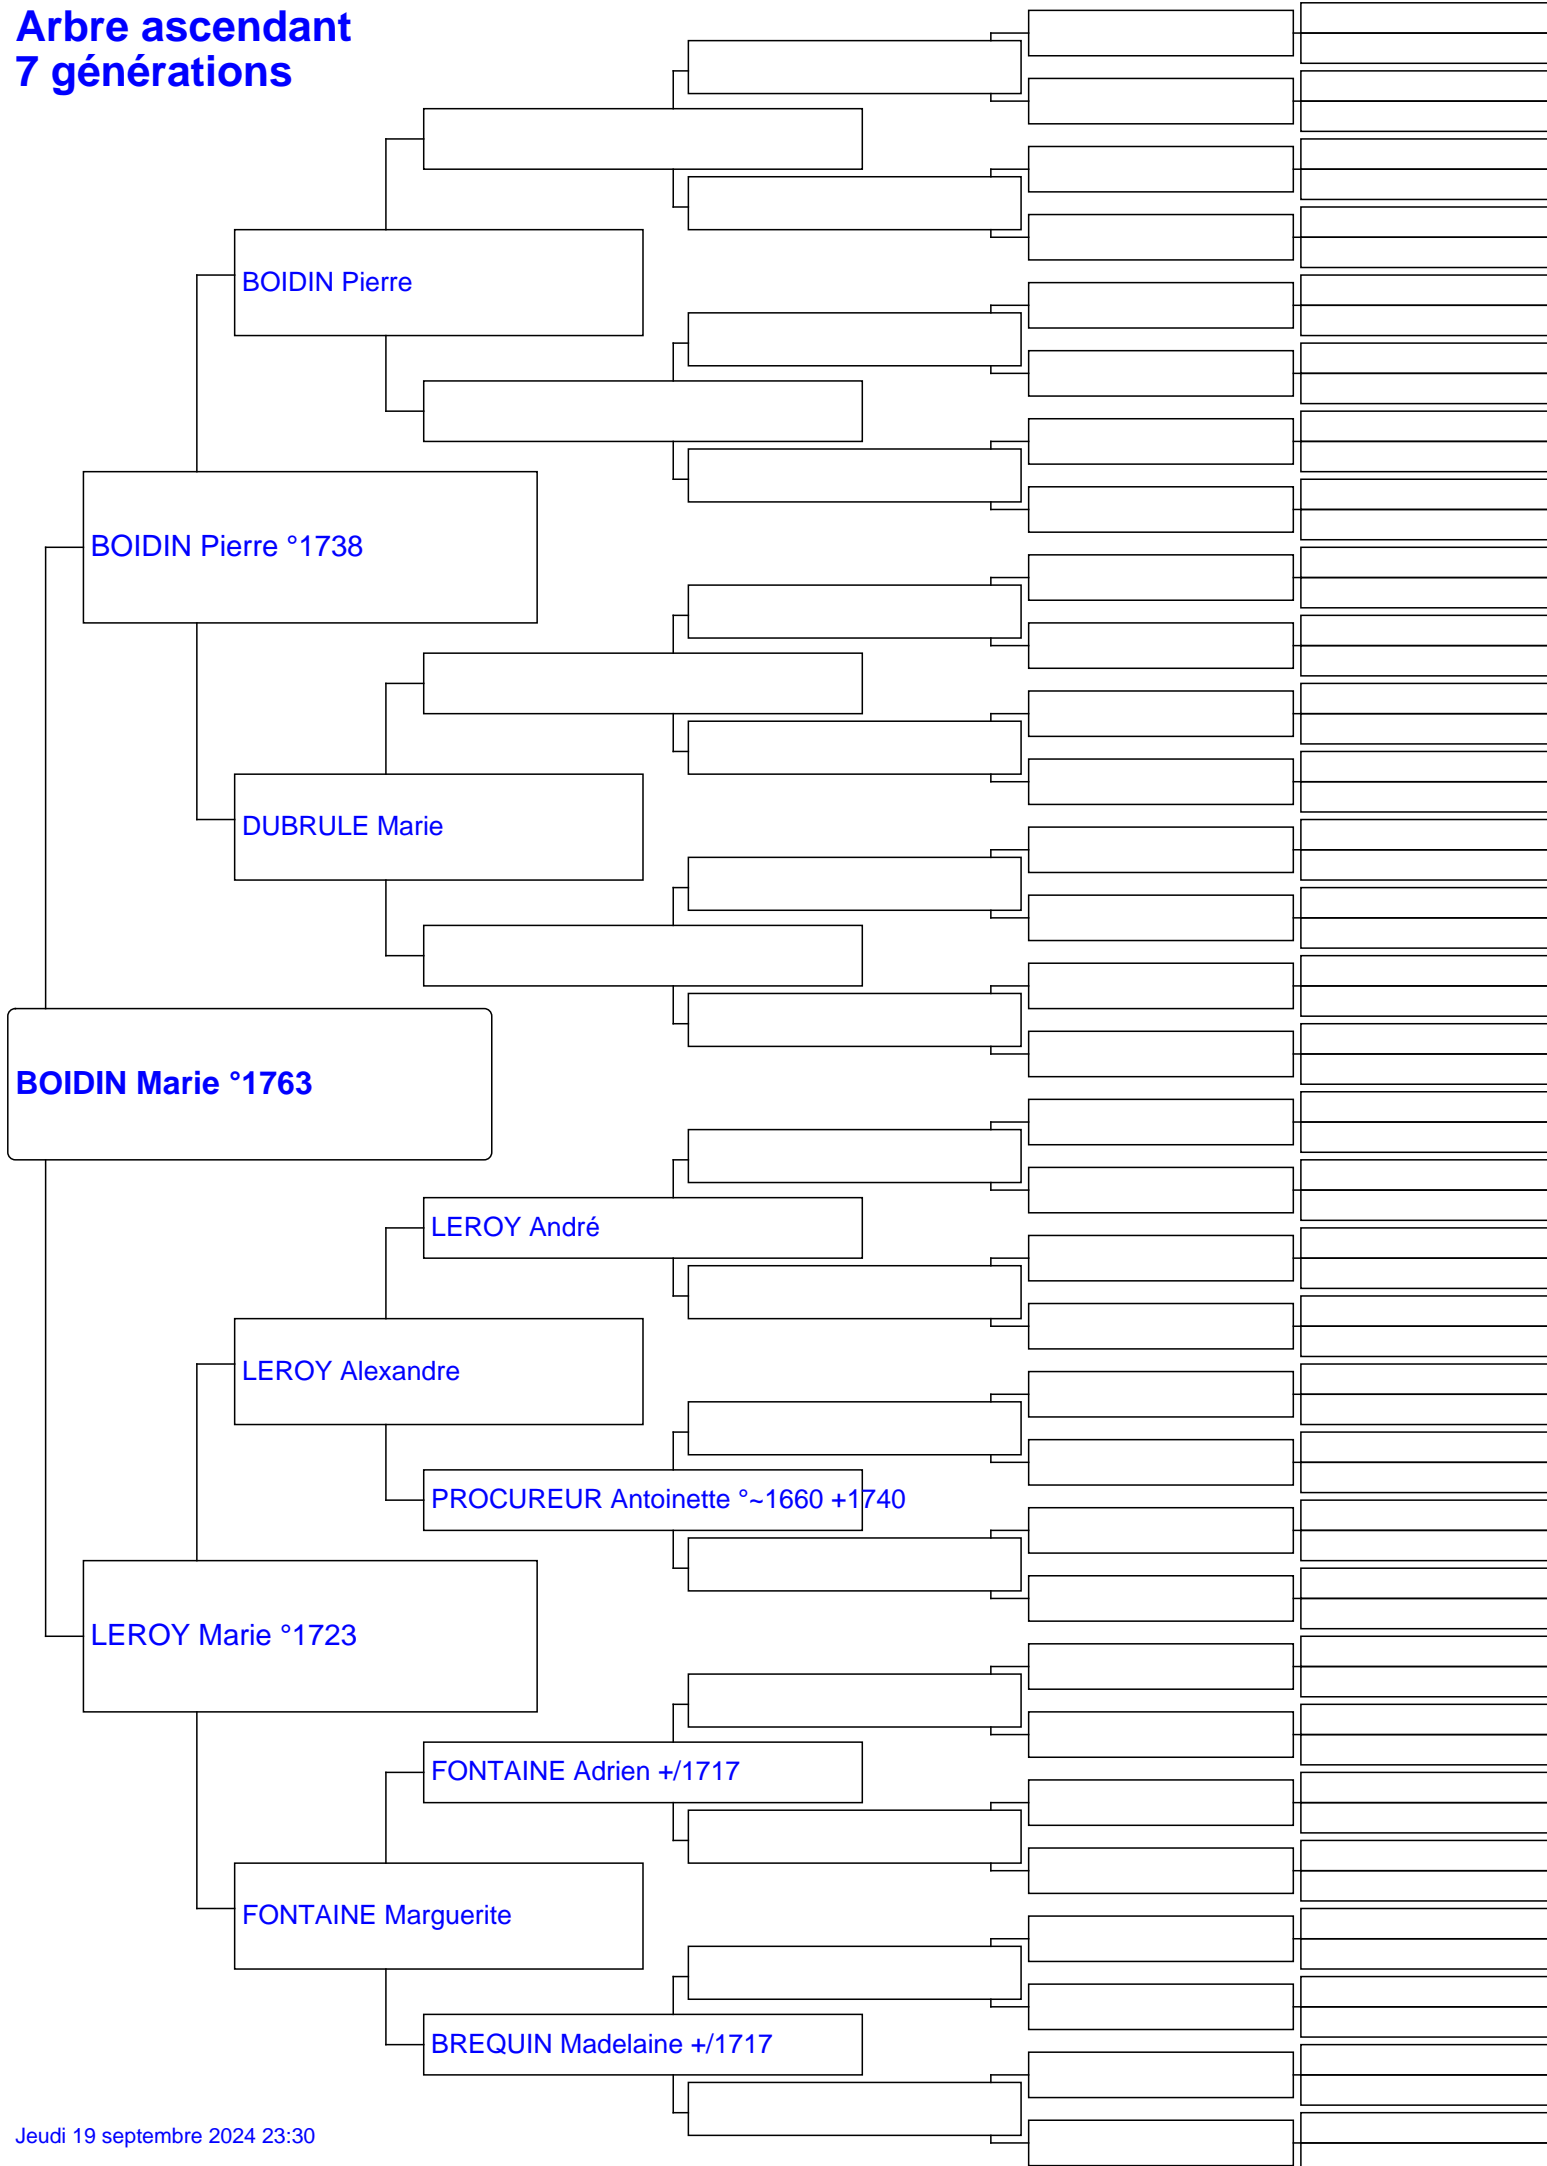 Arbre ascendant
7 générations
BOIDIN Pierre
BOIDIN Pierre °1738
DUBRULE Marie
BOIDIN Marie °1763
LEROY André
LEROY Alexandre
PROCUREUR Antoinette °~1660 +1740
LEROY Marie °1723
FONTAINE Adrien +/1717
FONTAINE Marguerite
BREQUIN Madelaine +/1717
Jeudi 19 septembre 2024 23:30